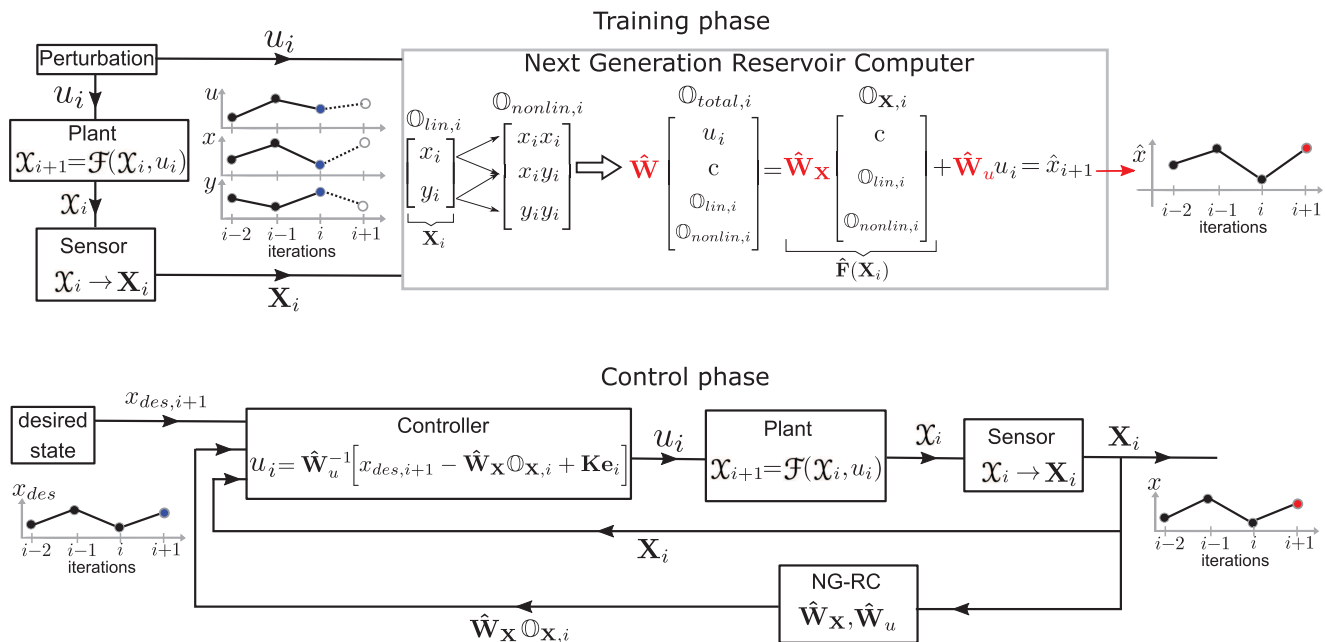 Training phase
Perturbation
u_i
u_i
Plant
𝒳_{i+1}=ℱ(𝒳_i, u_i)
𝒳_i
Sensor
𝒳_i → 𝐗_i
𝐗_i
u
x
y
i−2 i−1 i i+1
iterations
Next Generation Reservoir Computer
𝕆_{lin,i}
x_i
y_i
𝐗_i
𝕆_{nonlin,i}
x_i x_i
x_i y_i
y_i y_i
𝕆_{total,i}
Ŵ [u_i c 𝕆_{lin,i} 𝕆_{nonlin,i}]
𝕆_{𝐗,i}
= Ŵ_𝐗 [c 𝕆_{lin,i} 𝕆_{nonlin,i}] + Ŵ_u u_i = x̂_{i+1}
F̂(𝐗_i)
x̂
i−2 i−1 i i+1
iterations
Control phase
desired
state
x_{des,i+1}
x_{des}
i−2 i−1 i i+1
iterations
Controller
u_i = Ŵ_u^{−1}[x_{des,i+1} − Ŵ_𝐗 𝕆_{𝐗,i} + 𝐊𝐞_i]
u_i
Plant
𝒳_{i+1}=ℱ(𝒳_i, u_i)
𝒳_i
Sensor
𝒳_i → 𝐗_i
𝐗_i
x
i−2 i−1 i i+1
iterations
𝐗_i
NG-RC
Ŵ_𝐗, Ŵ_u
Ŵ_𝐗 𝕆_{𝐗,i}